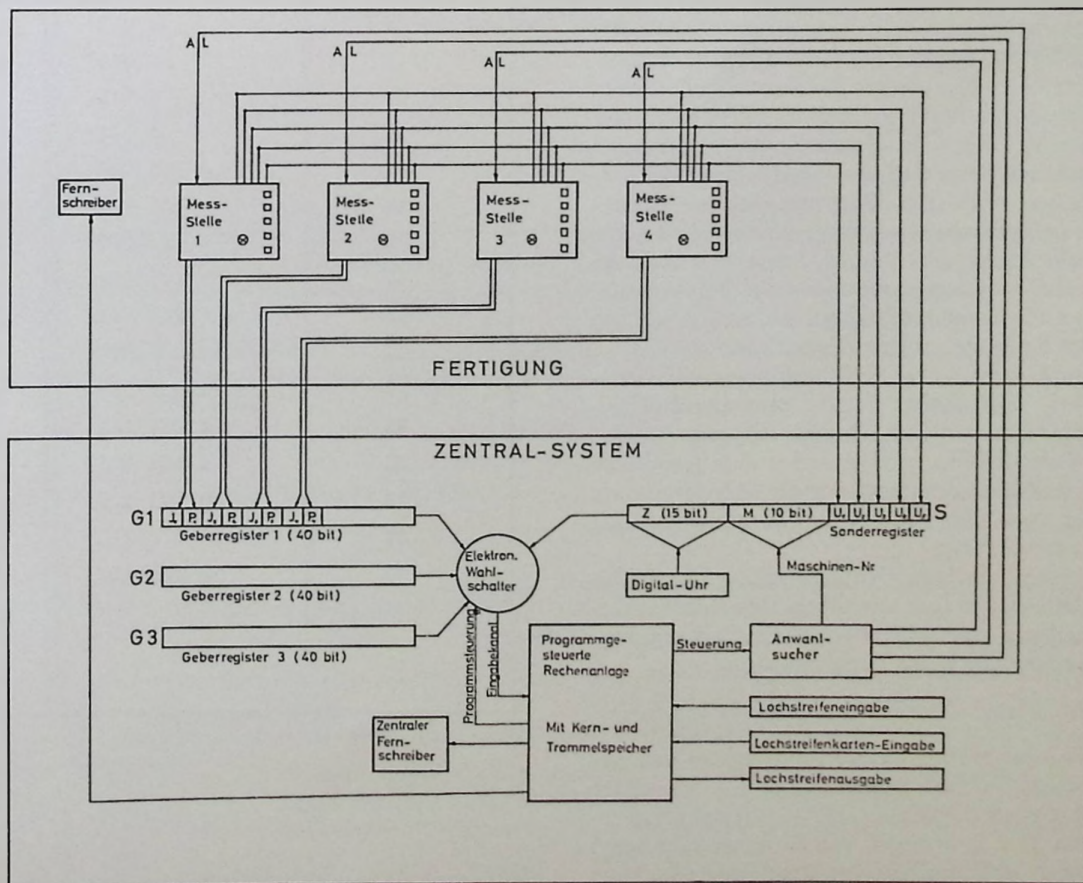 A L
A L
A L
A L
Fern-
schreiber
Mess-
Stelle
1
Mess-
Stelle
2
Mess-
Stelle
3
Mess-
Stelle
4
FERTIGUNG
ZENTRAL-SYSTEM
G1
Geberregister 1 (40 bit)
G2
Geberregister 2 (40 bit)
G3
Geberregister 3 (40 bit)
Elektron.
Wahl-
schalter
Z (15 bit)
M (10 bit)
S
Sonderregister
Digital-Uhr
Maschinen-Nr
Programmsteuerung
Eingabekanal
Programmge-
steuerte
Rechenanlage
Mit Kern- und
Trommelspeicher
Steuerung
Anwahl-
sucher
Zentraler
Fern-
schreiber
Lochstreifeneingabe
Lochstreifenkarten-Eingabe
Lochstreifenausgabe